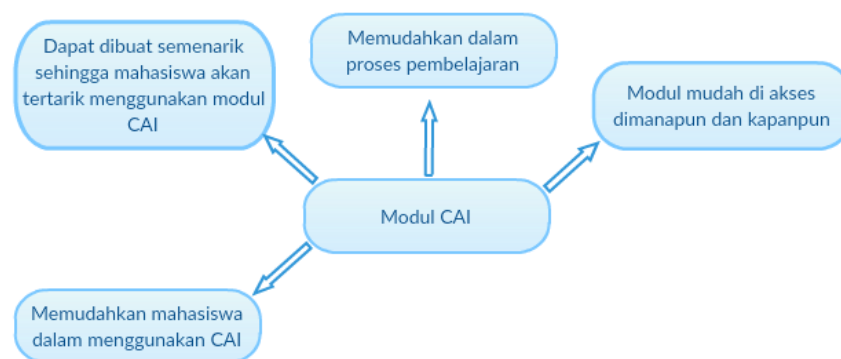 Dapat dibuat semenarik
sehingga mahasiswa akan
tertarik menggunakan modul
CAI
Memudahkan dalam
proses pembelajaran
Modul mudah di akses
dimanapun dan kapanpun
Modul CAI
Memudahkan mahasiswa
dalam menggunakan CAI